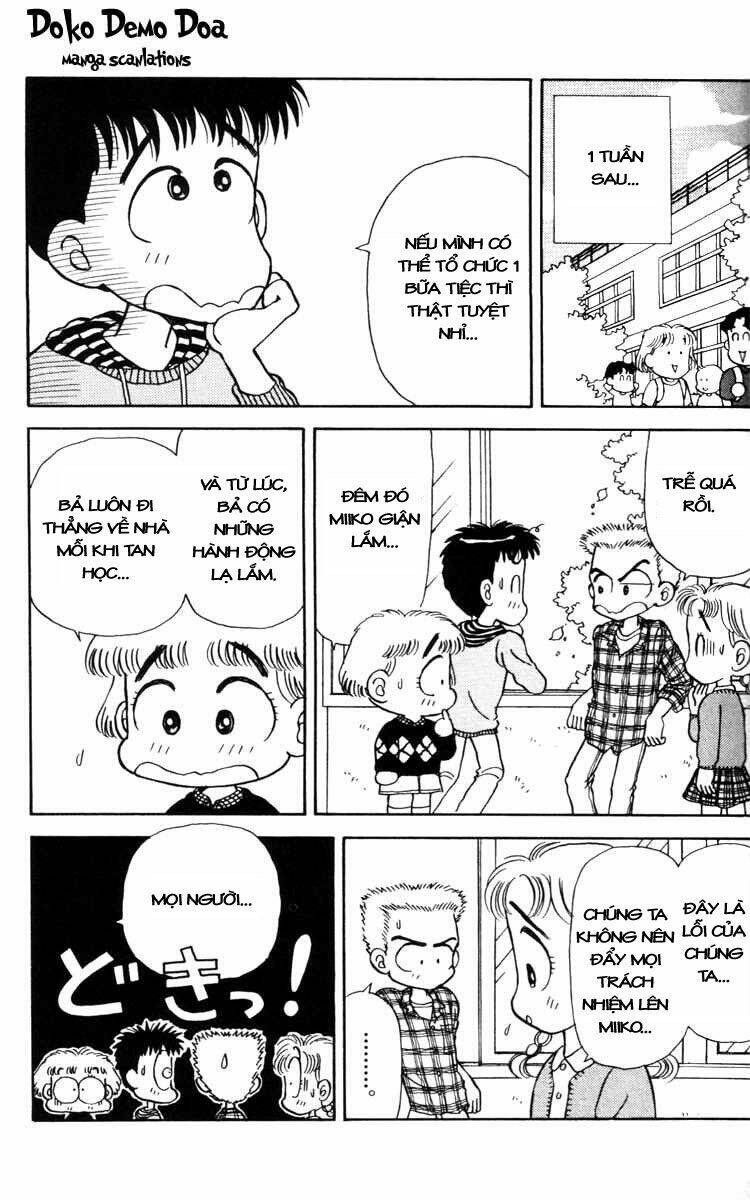 Doko Demo Doa
manga scanlations
1 TUẦN
SAU...
NẾU MÌNH CÓ
THỂ TỔ CHỨC 1
BỮA TIỆC THÌ
THẬT TUYỆT
NHỈ...
TRỄ QUÁ
RỒI.
ĐÊM ĐÓ
MIIKO GIẬN
LẮM...
VÀ TỪ LÚC,
BẢ CÓ
NHỮNG
HÀNH ĐỘNG
LẠ LẮM.
BẢ LUÔN ĐI
THẲNG VỀ NHÀ
MỖI KHI TAN
HỌC...
ĐÂY LÀ
LỖI CỦA
CHÚNG
TA...
CHÚNG TA
KHÔNG NÊN
ĐẨY MỌI
TRÁCH
NHIỆM LÊN
MIIKO...
.........
MỌI NGƯỜI...
どきっ!